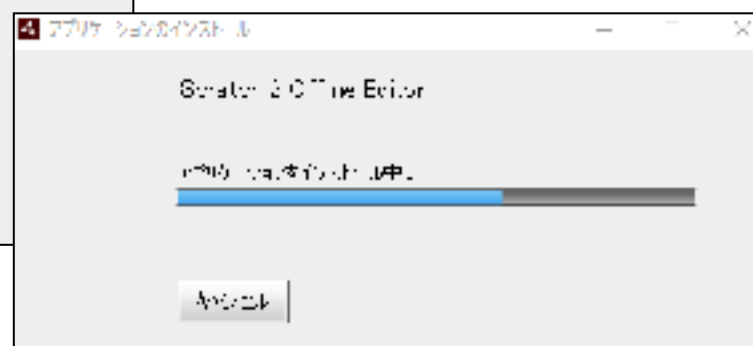 アプリケーションのインストール
Scratch 2 Offline Editor
アプリケーションをインストール中...
キャンセル